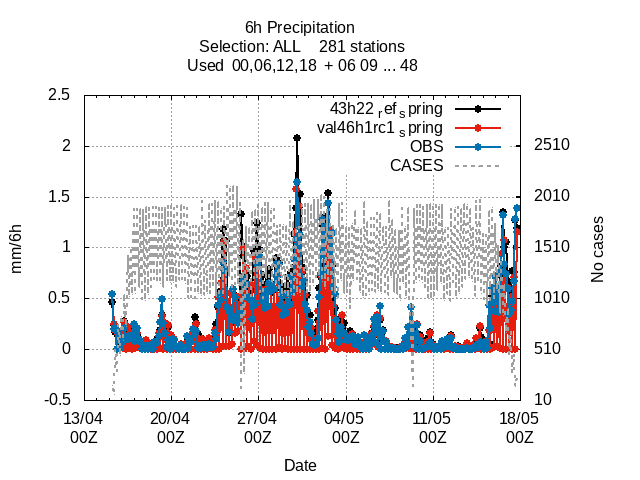 6h Precipitation
Selection: ALL 281 stations
Used 00,06,12,18 + 06 09 ... 48
43h22 ref spring
val46h1rc1 spring
OBS
CASES
2.5
2
1.5
1
0.5
0
-0.5
mm/6h
2510
2010
1510
1010
510
10
No cases
13/04 20/04 27/04 04/05 11/05 18/05
00Z 00Z 00Z 00Z 00Z 00Z
Date